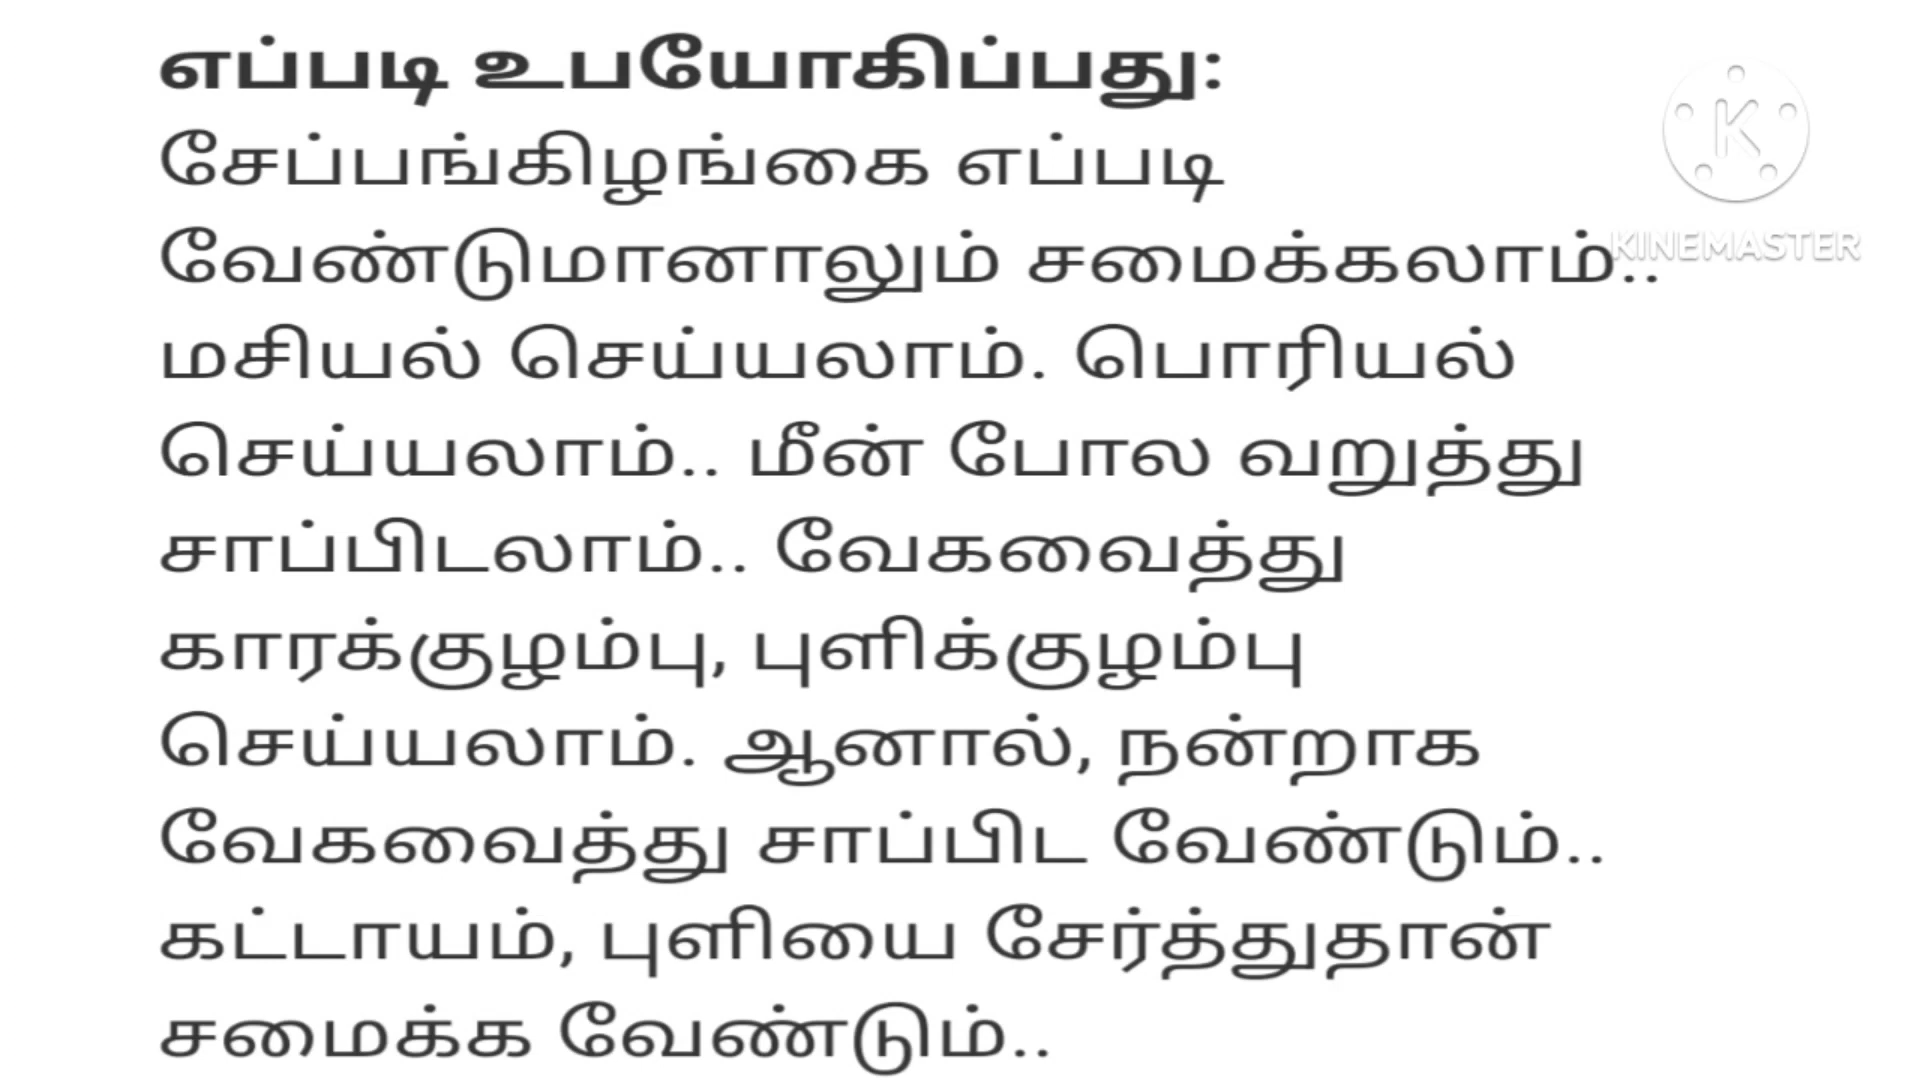 எப்படி உபயோகிப்பது:
சேப்பங்கிழங்கை எப்படி
வேண்டுமானாலும் சமைக்கலாம்..
மசியல் செய்யலாம். பொரியல்
செய்யலாம்.. மீன் போல வறுத்து
சாப்பிடலாம்.. வேகவைத்து
காரக்குழம்பு, புளிக்குழம்பு
செய்யலாம். ஆனால், நன்றாக
வேகவைத்து சாப்பிட வேண்டும்..
கட்டாயம், புளியை சேர்த்துதான்
சமைக்க வேண்டும்..
K
KINEMASTER